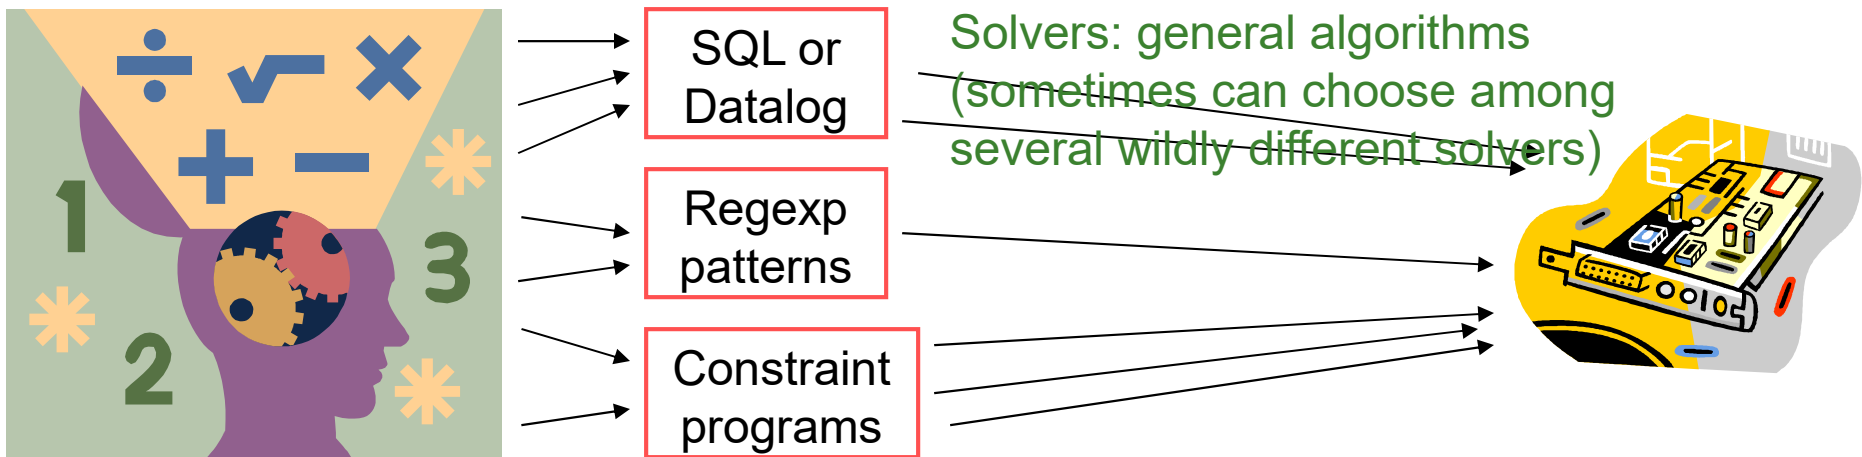 SQL or
Datalog
Solvers: general algorithms
(sometimes can choose among
several wildly different solvers)
Regexp
patterns
Constraint
programs
1
2
3